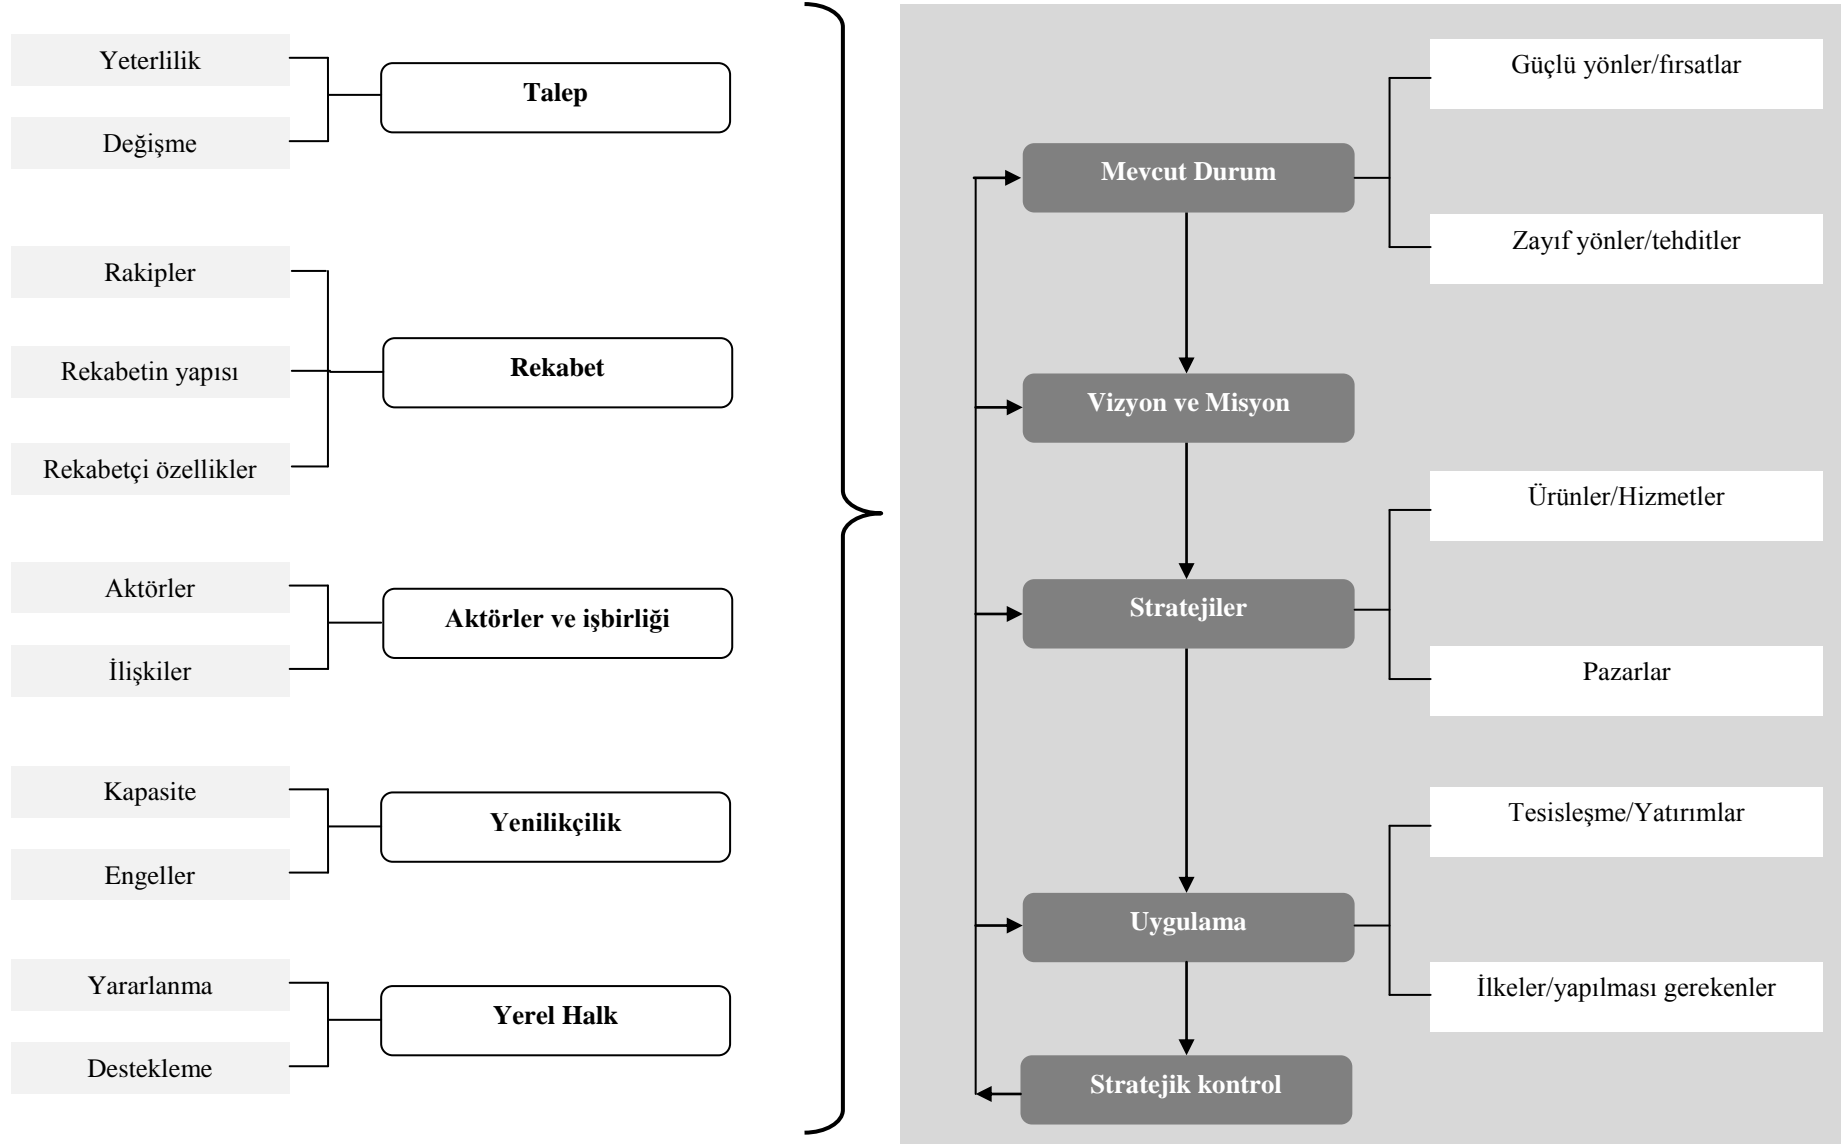 Yeterlilik
Değişme
Talep
Rakipler
Rekabetin yapısı
Rekabetçi özellikler
Rekabet
Aktörler
İlişkiler
Aktörler ve işbirliği
Kapasite
Engeller
Yenilikçilik
Yararlanma
Destekleme
Yerel Halk
Mevcut Durum
Güçlü yönler/fırsatlar
Zayıf yönler/tehditler
Vizyon ve Misyon
Stratejiler
Ürünler/Hizmetler
Pazarlar
Uygulama
Tesisleşme/Yatırımlar
İlkeler/yapılması gerekenler
Stratejik kontrol